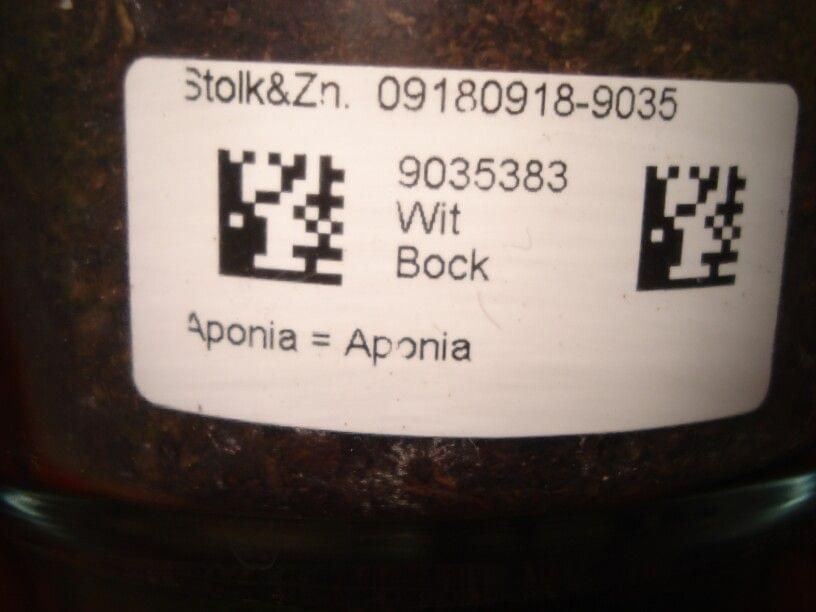 Stolk&Zn. 09180918-9035
9035383
Wit
Bock
Aponia = Aponia